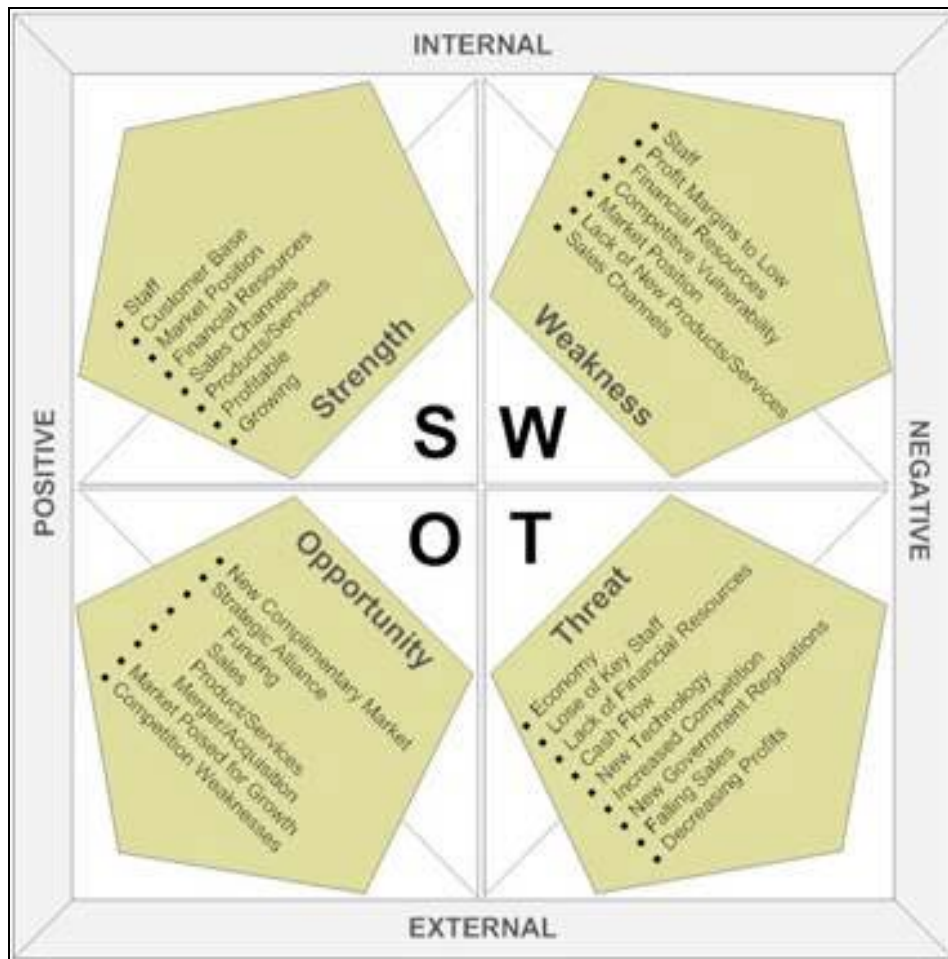 INTERNAL
POSITIVE
NEGATIVE
• Staff
• Customer Base
• Market Position
• Financial Resources
• Sales Channels
• Products/Services
• Profitable
• Growing
Strength
S
• Staff
• Profit Margins to Low
• Financial Resources
• Competitive Vulnerability
• Market Position
• Lack of New Products/Services
• Sales Channels
Weakness
W
O
Opportunity
• New Complimentary Market
• Strategic Alliance
• Funding
• Sales
• Product/Services
• Merger/Acquisition
• Market Poised for Growth
• Competition Weaknesses
T
Threat
• Economy
• Lose of Key Staff
• Lack of Financial Resources
• Cash Flow
• New Technology
• Increased Competition
• New Government Regulations
• Falling Sales
• Decreasing Profits
EXTERNAL